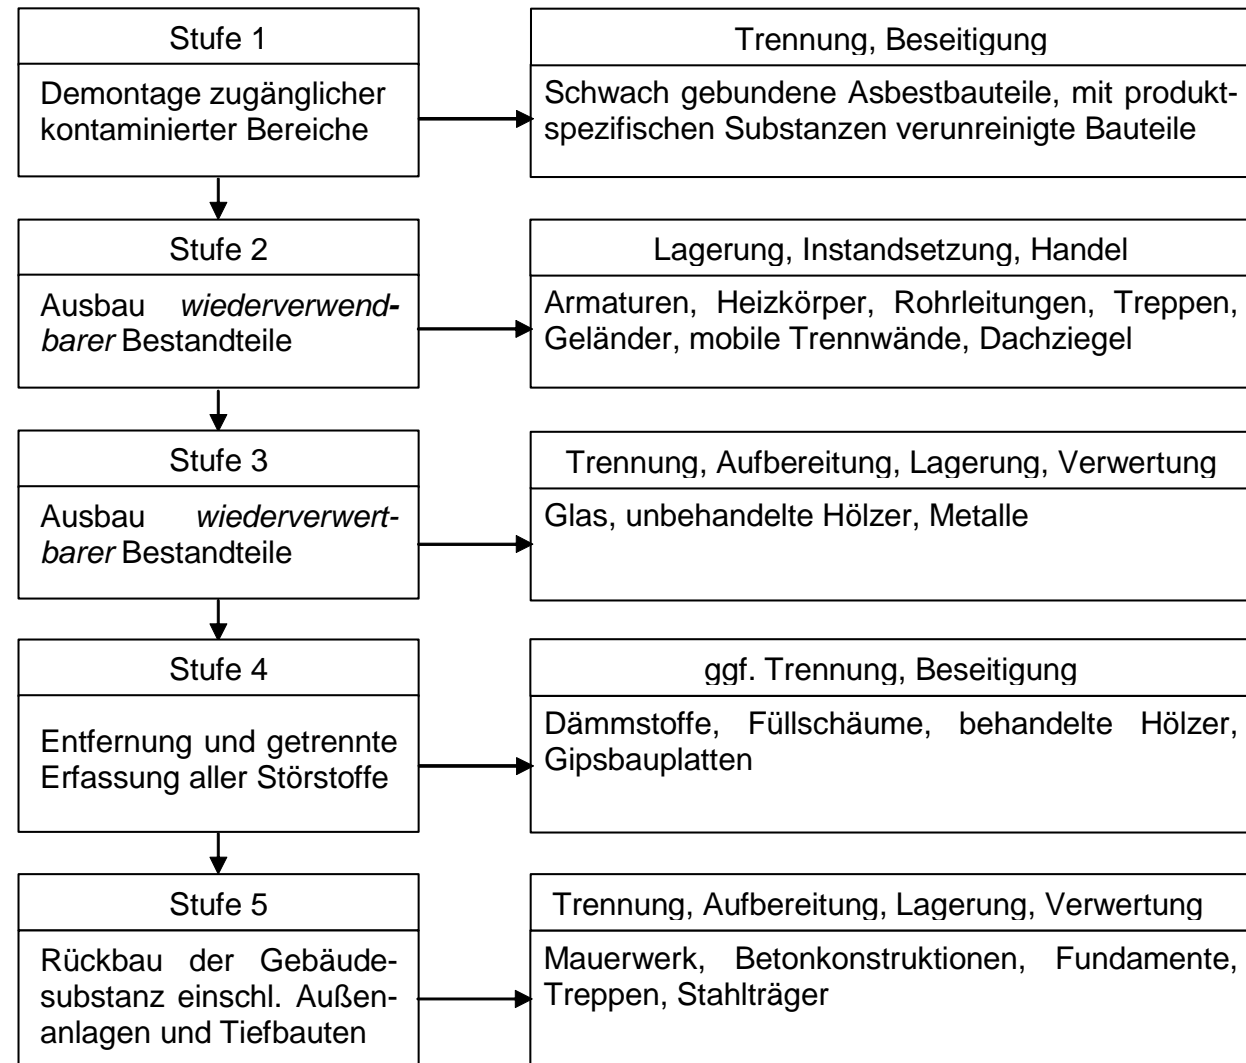 Stufe 1
Demontage zugänglicher
kontaminierter Bereiche
Trennung, Beseitigung
Schwach gebundene Asbestbauteile, mit produkt-
spezifischen Substanzen verunreinigte Bauteile
Stufe 2
Ausbau wiederverwend-
barer Bestandteile
Lagerung, Instandsetzung, Handel
Armaturen, Heizkörper, Rohrleitungen, Treppen,
Geländer, mobile Trennwände, Dachziegel
Stufe 3
Ausbau wiederverwert-
barer Bestandteile
Trennung, Aufbereitung, Lagerung, Verwertung
Glas, unbehandelte Hölzer, Metalle
Stufe 4
Entfernung und getrennte
Erfassung aller Störstoffe
ggf. Trennung, Beseitigung
Dämmstoffe, Füllschäume, behandelte Hölzer,
Gipsbauplatten
Stufe 5
Rückbau der Gebäude-
substanz einschl. Außen-
anlagen und Tiefbauten
Trennung, Aufbereitung, Lagerung, Verwertung
Mauerwerk, Betonkonstruktionen, Fundamente,
Treppen, Stahlträger